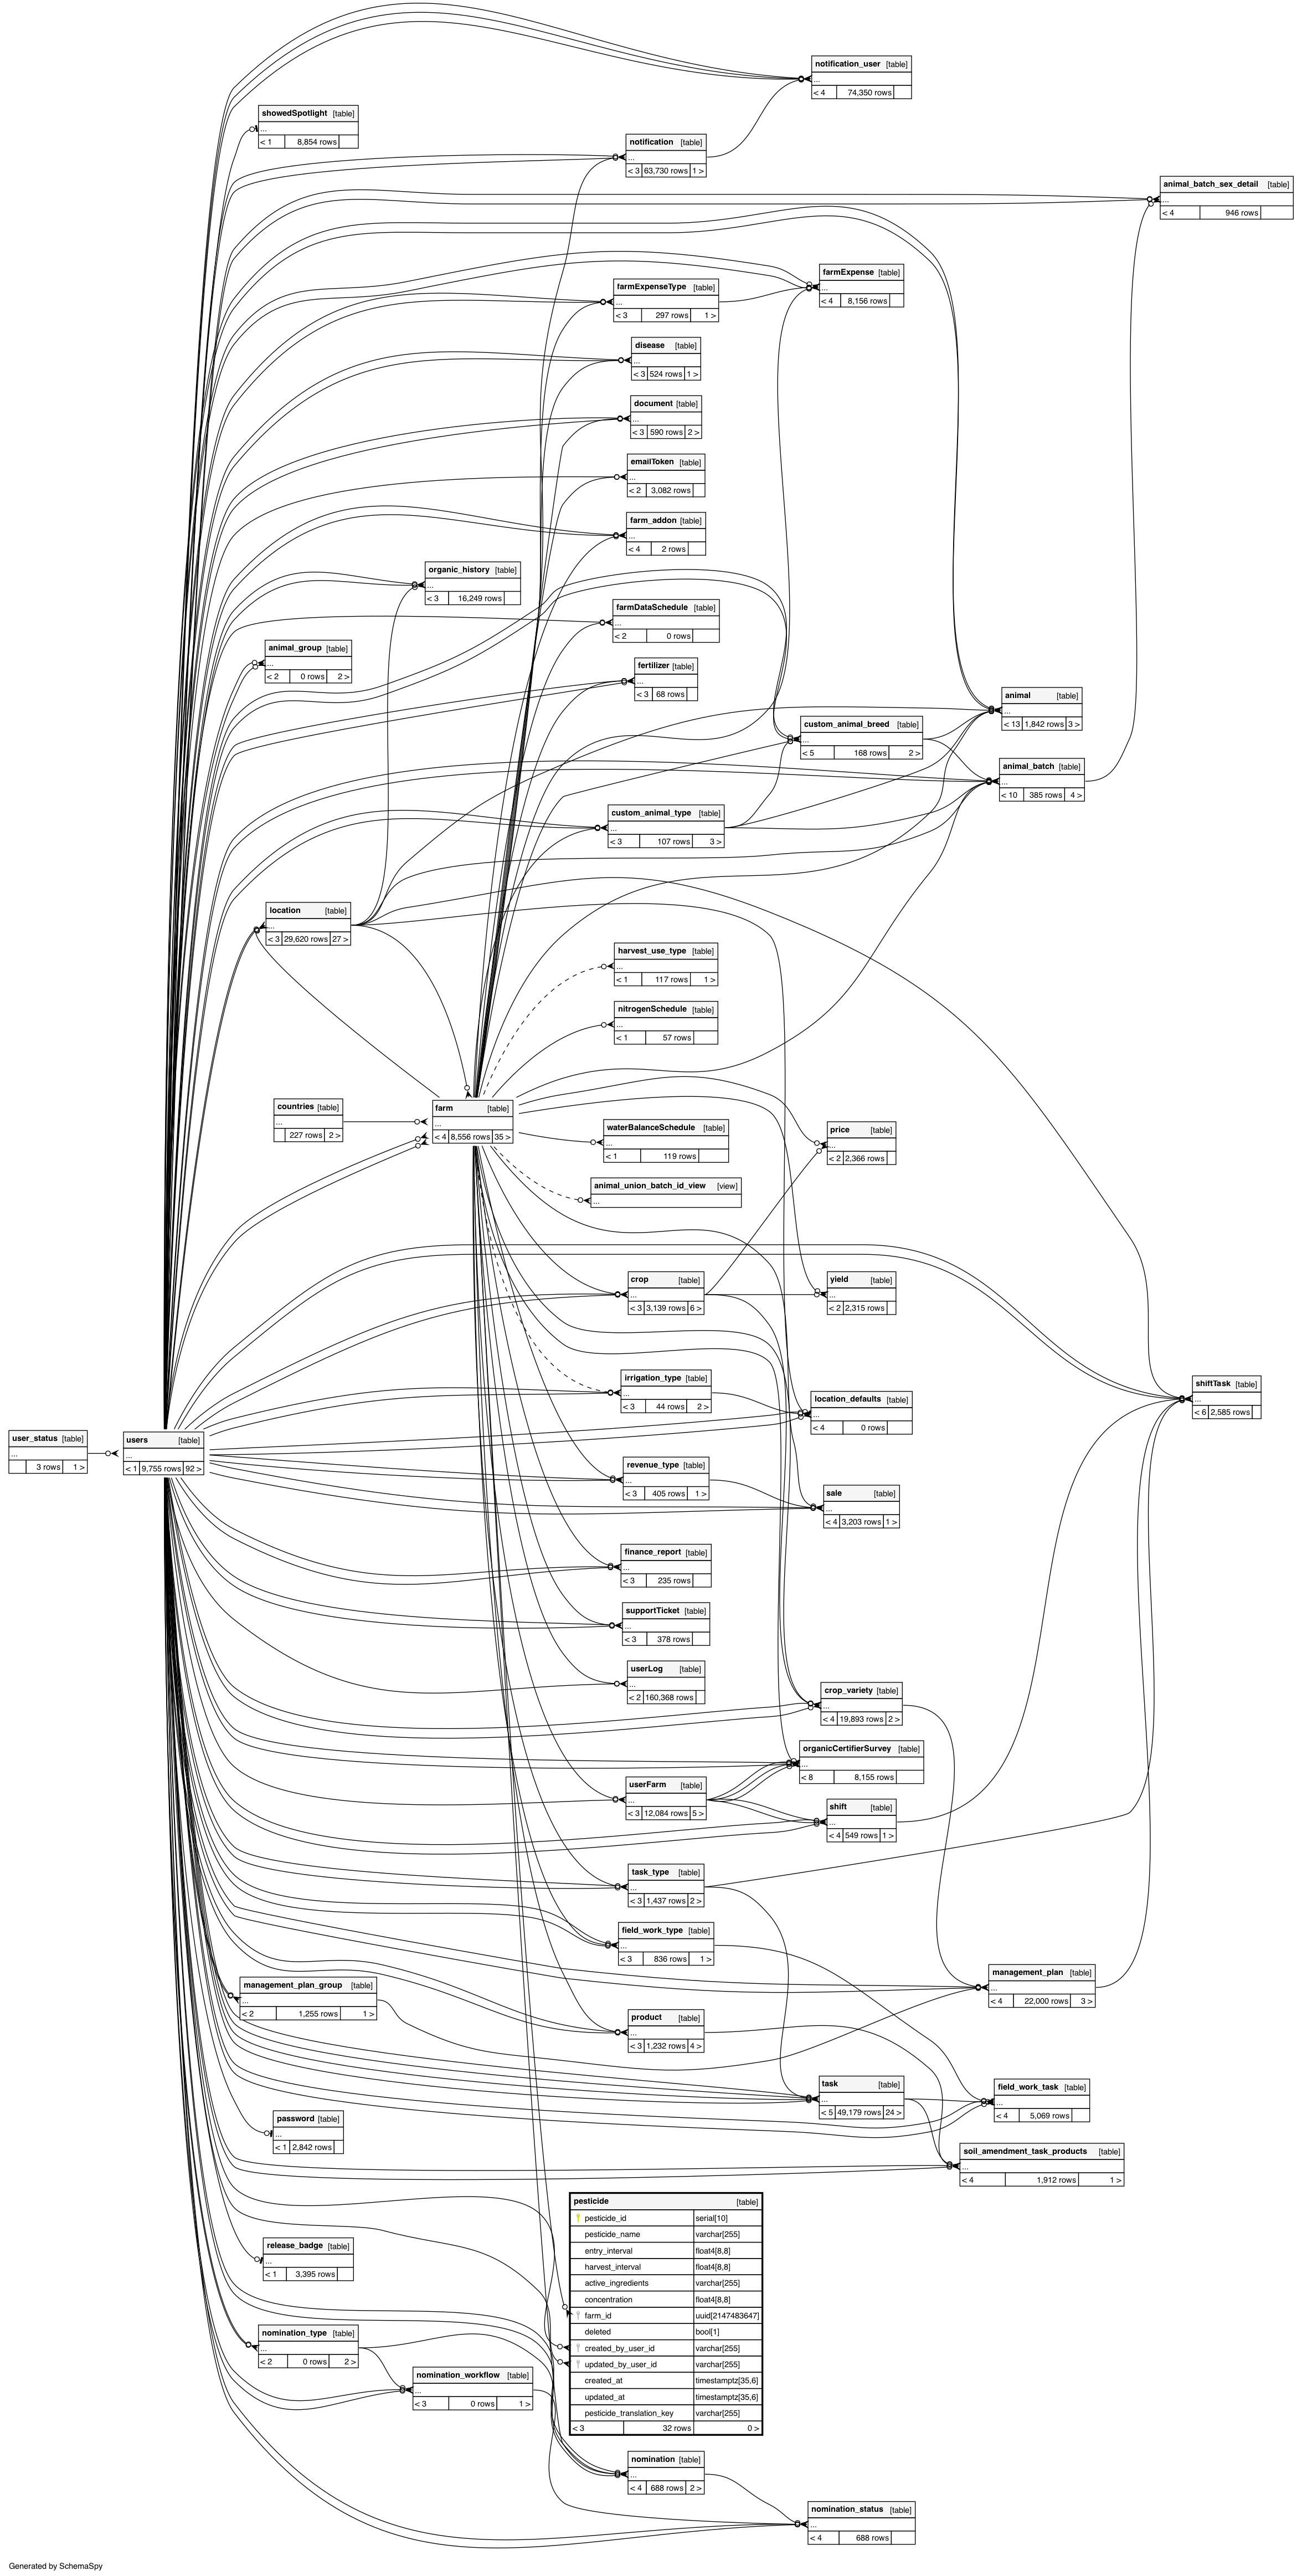 notification_user [table]
...
< 4 74,350 rows
showedSpotlight [table]
...
< 1 8,854 rows
notification [table]
...
< 3 63,730 rows 1 >
animal_batch_sex_detail [table]
...
< 4 946 rows
farmExpense [table]
...
< 4 8,156 rows
farmExpenseType [table]
...
< 3 297 rows 1 >
disease [table]
...
< 3 524 rows 1 >
document [table]
...
< 3 590 rows 2 >
emailToken [table]
...
< 2 3,082 rows
farm_addon [table]
...
< 4 2 rows
organic_history [table]
...
< 3 16,249 rows
farmDataSchedule [table]
...
< 2 0 rows
animal_group [table]
...
< 2 0 rows 2 >
fertilizer [table]
...
< 3 68 rows
animal [table]
...
< 13 1,842 rows 3 >
custom_animal_breed [table]
...
< 5 168 rows 2 >
animal_batch [table]
...
< 10 385 rows 4 >
custom_animal_type [table]
...
< 3 107 rows 3 >
location [table]
...
< 3 29,620 rows 27 >
harvest_use_type [table]
...
< 1 117 rows 1 >
nitrogenSchedule [table]
...
< 1 57 rows
countries [table]
...
227 rows 2 >
farm [table]
...
< 4 8,556 rows 35 >
waterBalanceSchedule [table]
...
< 1 119 rows
price [table]
...
< 2 2,366 rows
animal_union_batch_id_view [view]
...
crop [table]
...
< 3 3,139 rows 6 >
yield [table]
...
< 2 2,315 rows
irrigation_type [table]
...
< 3 44 rows 2 >
location_defaults [table]
...
< 4 0 rows
shiftTask [table]
...
< 6 2,585 rows
user_status [table]
...
3 rows 1 >
users [table]
...
< 1 9,755 rows 92 >
revenue_type [table]
...
< 3 405 rows 1 >
sale [table]
...
< 4 3,203 rows 1 >
finance_report [table]
...
< 3 235 rows
supportTicket [table]
...
< 3 378 rows
userLog [table]
...
< 2 160,368 rows
crop_variety [table]
...
< 4 19,893 rows 2 >
organicCertifierSurvey [table]
...
< 8 8,155 rows
userFarm [table]
...
< 3 12,084 rows 5 >
shift [table]
...
< 4 549 rows 1 >
task_type [table]
...
< 3 1,437 rows 2 >
field_work_type [table]
...
< 3 836 rows 1 >
management_plan [table]
...
< 4 22,000 rows 3 >
management_plan_group [table]
...
< 2 1,255 rows 1 >
product [table]
...
< 3 1,232 rows 4 >
task [table]
...
< 5 49,179 rows 24 >
field_work_task [table]
...
< 4 5,069 rows
password [table]
...
< 1 2,842 rows
soil_amendment_task_products [table]
...
< 4 1,912 rows 1 >
pesticide [table]
pesticide_id serial[10]
pesticide_name varchar[255]
entry_interval float4[8,8]
harvest_interval float4[8,8]
active_ingredients varchar[255]
concentration float4[8,8]
farm_id uuid[2147483647]
deleted bool[1]
created_by_user_id varchar[255]
updated_by_user_id varchar[255]
created_at timestamptz[35,6]
updated_at timestamptz[35,6]
pesticide_translation_key varchar[255]
< 3 32 rows 0 >
release_badge [table]
...
< 1 3,395 rows
nomination_type [table]
...
< 2 0 rows 2 >
nomination_workflow [table]
...
< 3 0 rows 1 >
nomination [table]
...
< 4 688 rows 2 >
nomination_status [table]
...
< 4 688 rows
Generated by SchemaSpy